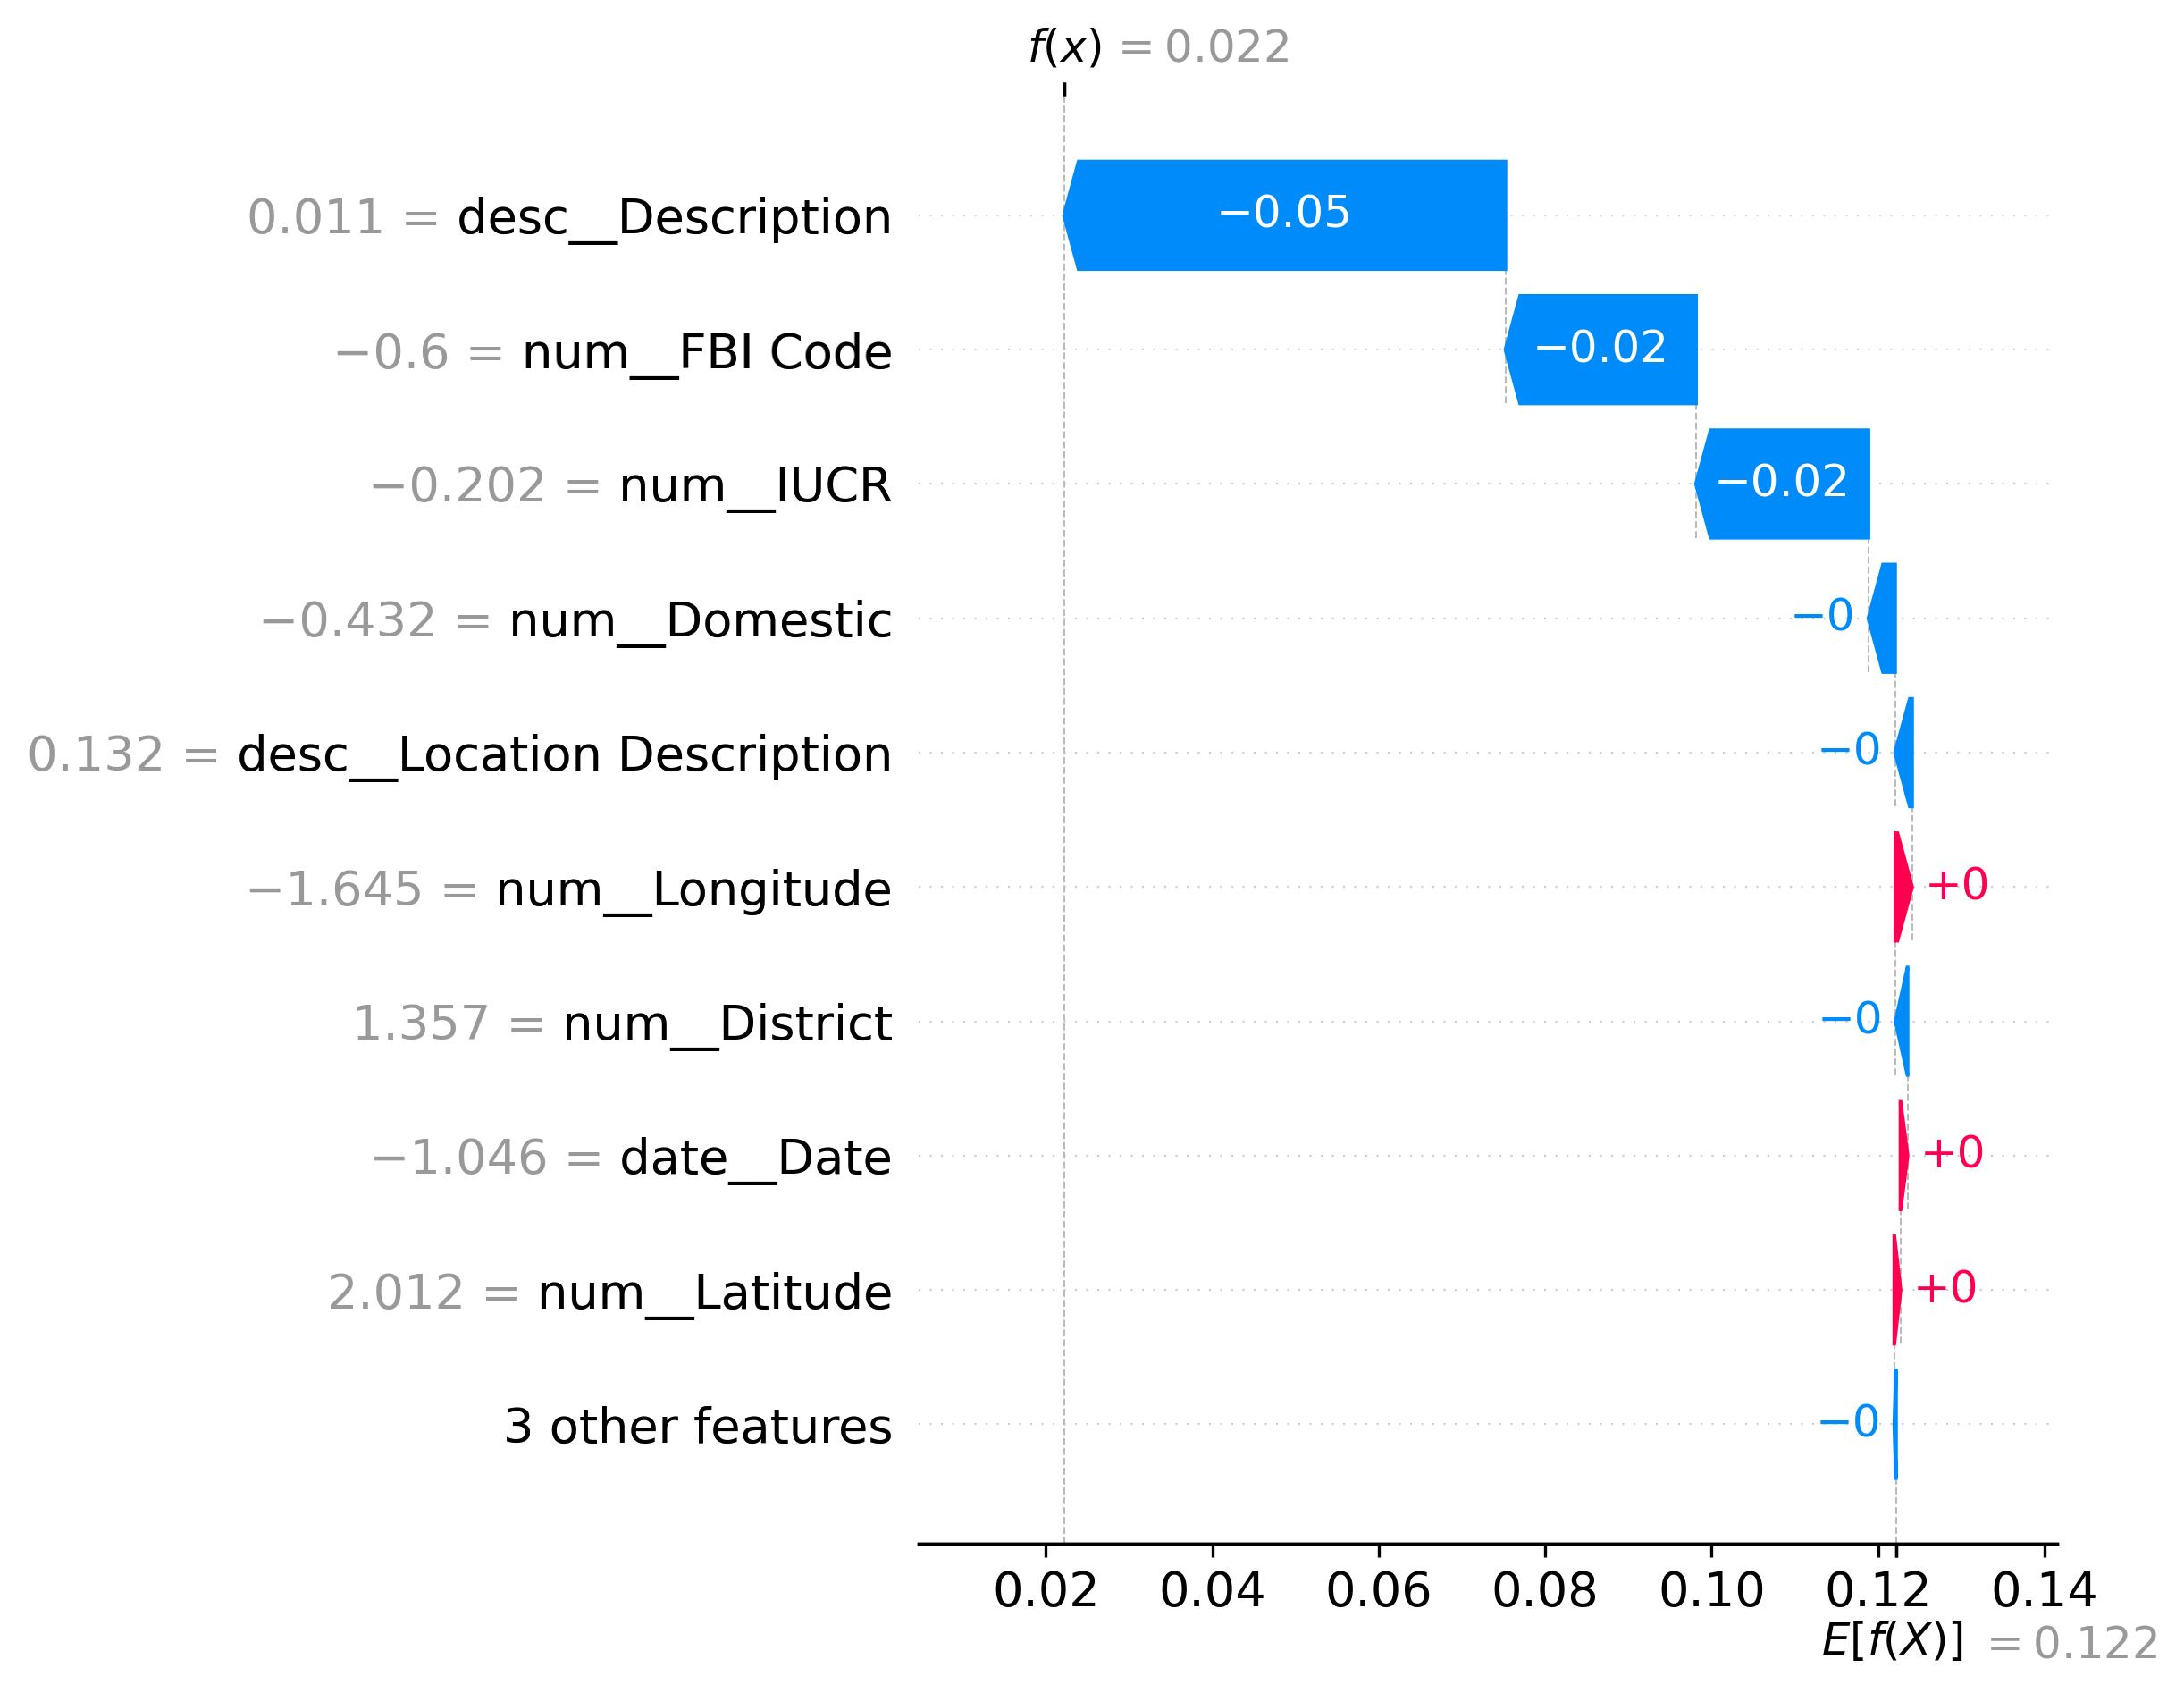 f(x) = 0.022
0.011 = desc__Description −0.05
−0.6 = num__FBI Code −0.02
−0.202 = num__IUCR −0.02
−0.432 = num__Domestic −0
0.132 = desc__Location Description −0
−1.645 = num__Longitude +0
1.357 = num__District −0
−1.046 = date__Date +0
2.012 = num__Latitude +0
3 other features −0
0.02 0.04 0.06 0.08 0.10 0.12 0.14
E[f(X)] = 0.122